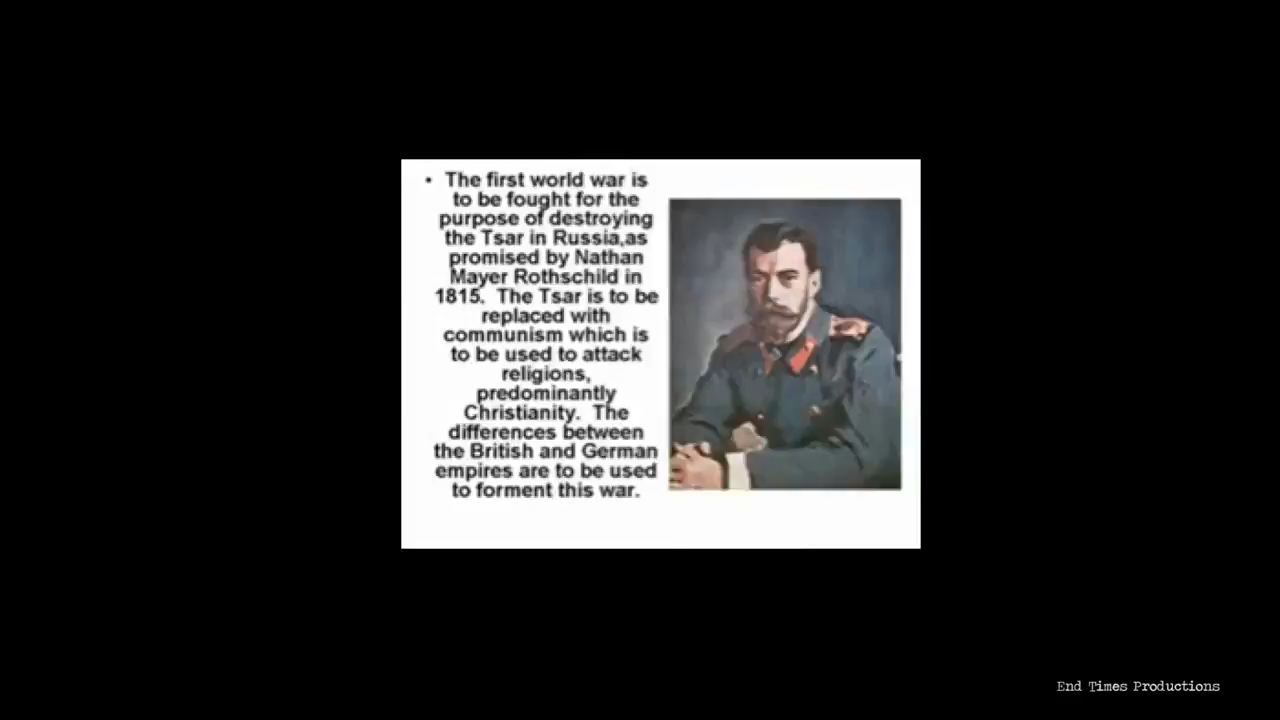 • The first world war is
to be fought for the
purpose of destroying
the Tsar in Russia,as
promised by Nathan
Mayer Rothschild in
1815. The Tsar is to be
replaced with
communism which is
to be used to attack
religions,
predominantly
Christianity. The
differences between
the British and German
empires are to be used
to forment this war.
End Times Productions